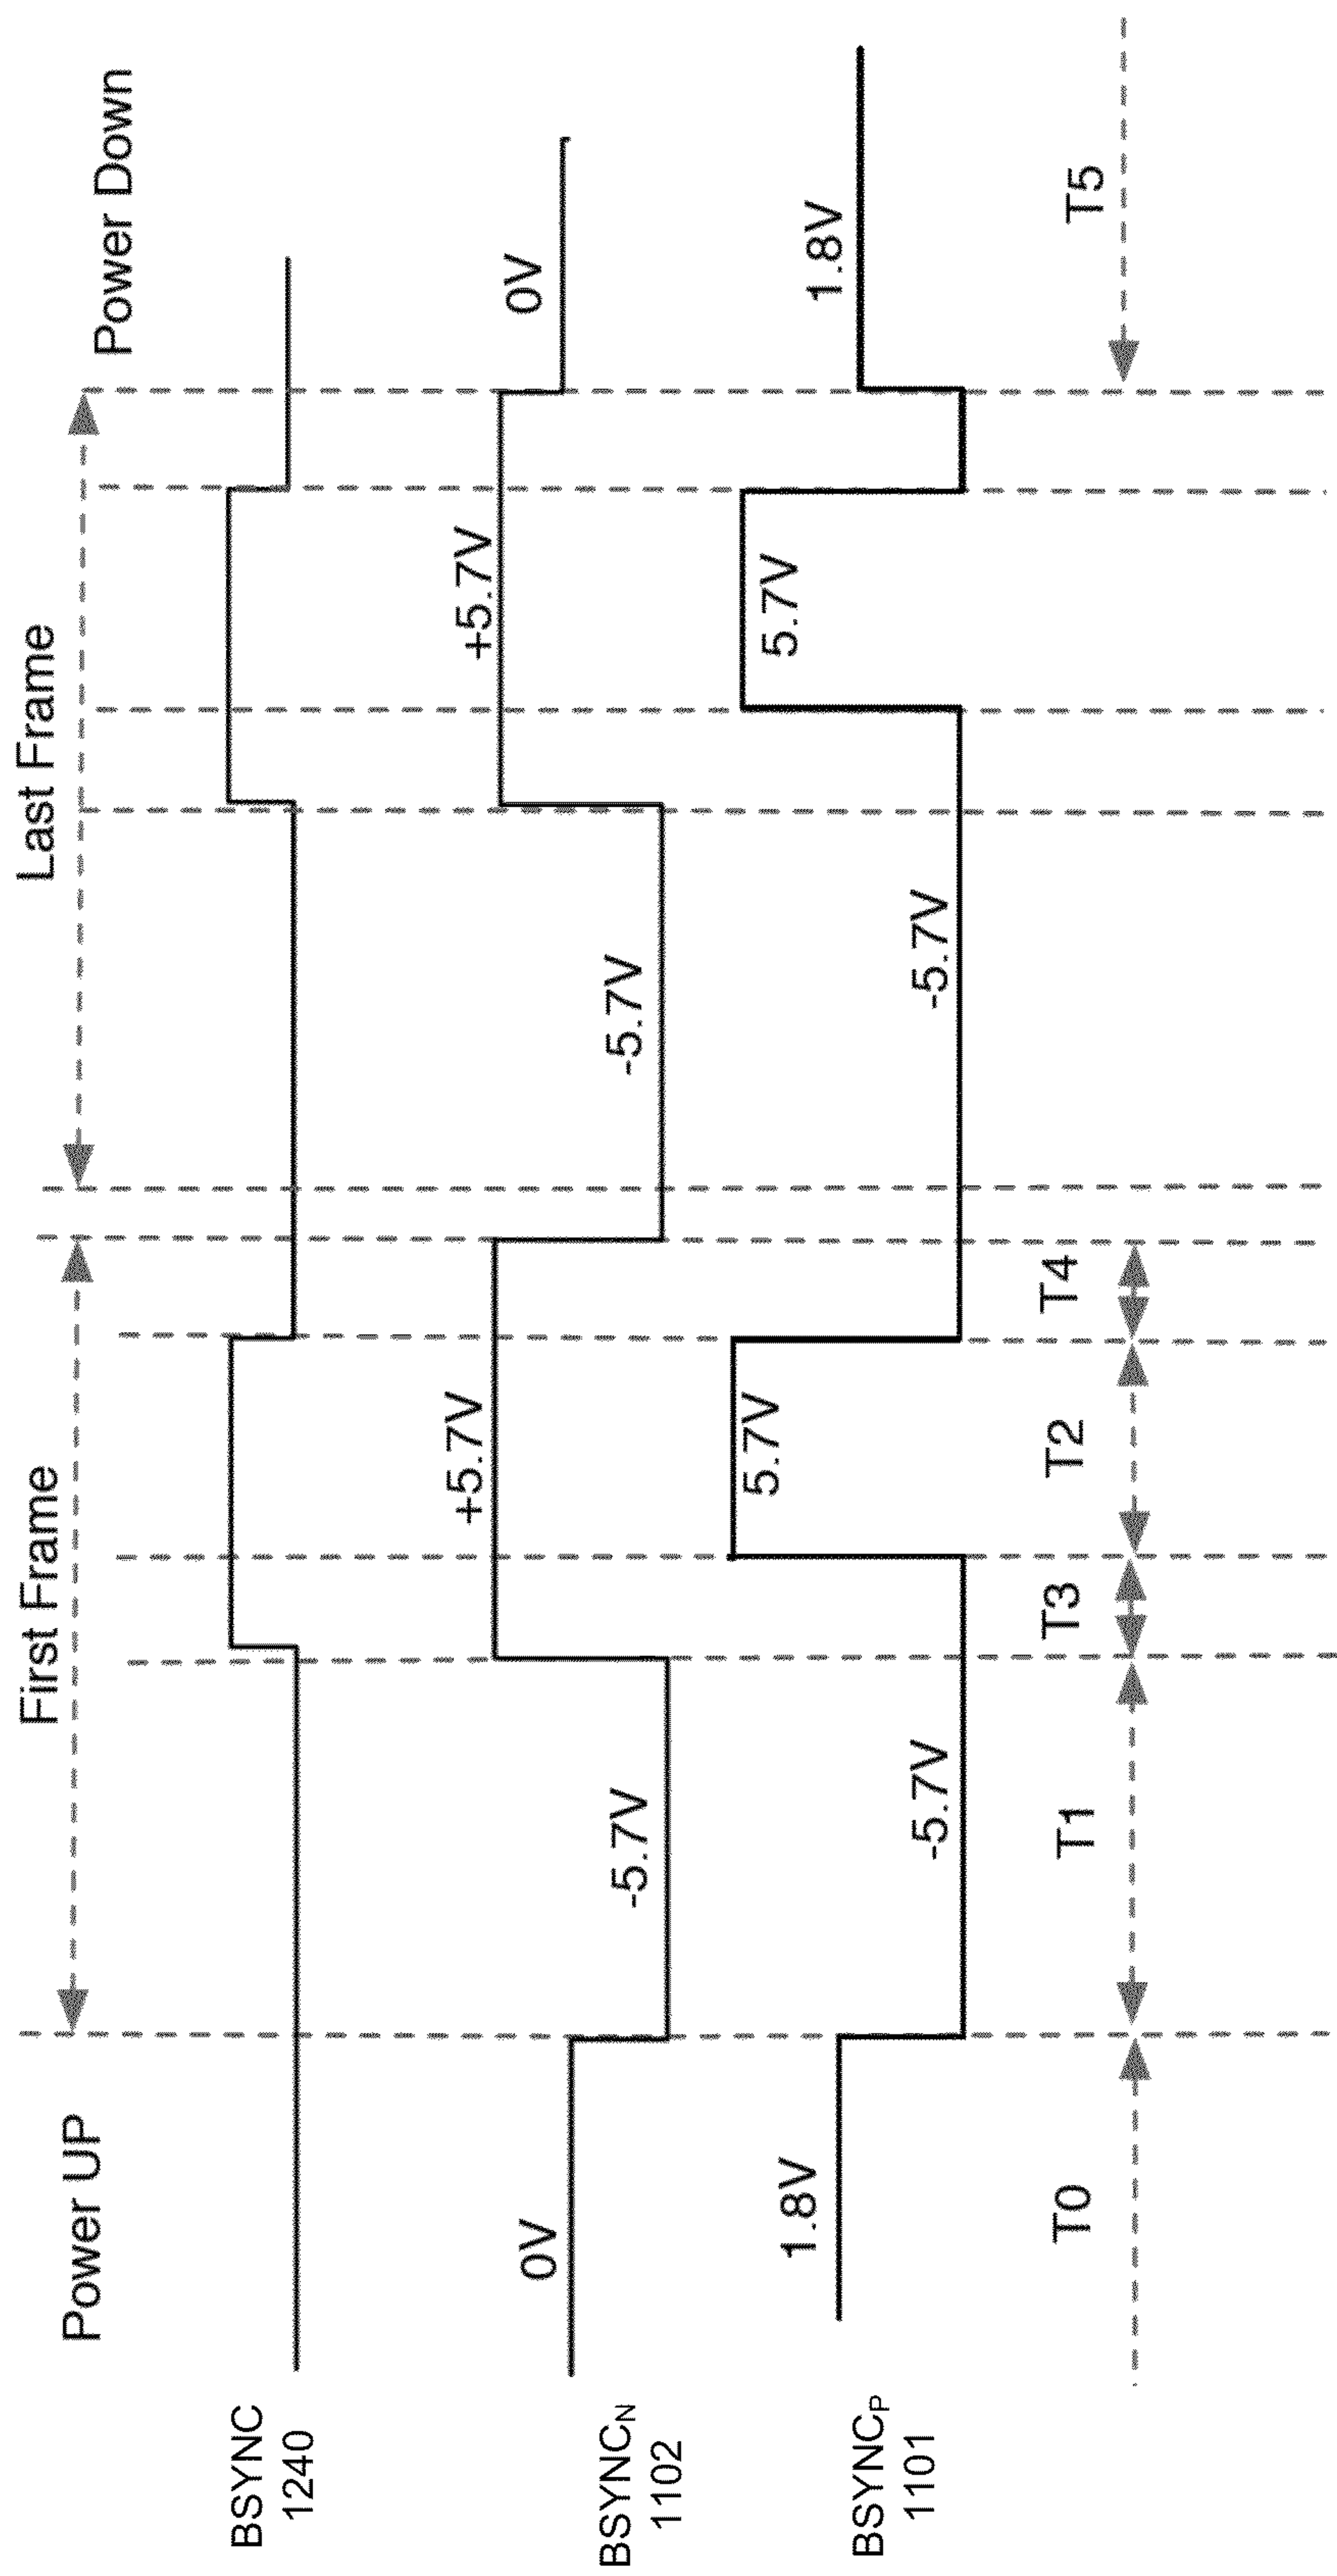 First Frame
Last Frame
Power UP
Power Down
BSYNC
1240
BSYNCN
1102
0V
-5.7V
+5.7V
-5.7V
+5.7V
0V
BSYNCP
1101
1.8V
-5.7V
5.7V
-5.7V
5.7V
1.8V
T0
T1
T3
T2
T4
T5